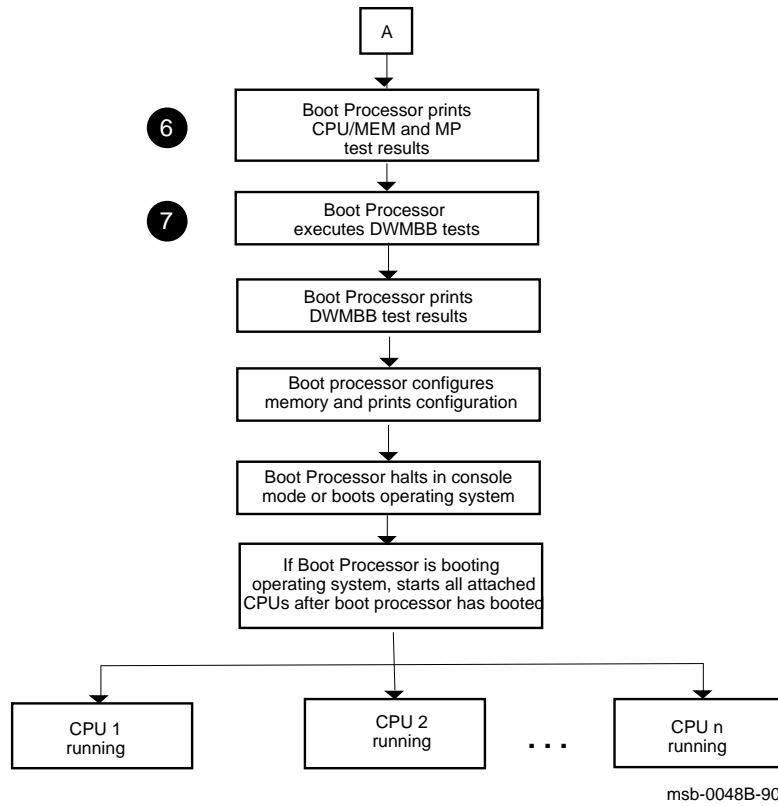 A
6
Boot Processor prints
CPU/MEM and MP
test results
7
Boot Processor
executes DWMBB tests
Boot Processor prints
DWMBB test results
Boot processor configures
memory and prints configuration
Boot Processor halts in console
mode or boots operating system
If Boot Processor is booting
operating system, starts all attached
CPUs after boot processor has booted
CPU 1
running
CPU 2
running
. . .
CPU n
running
msb-0048B-90